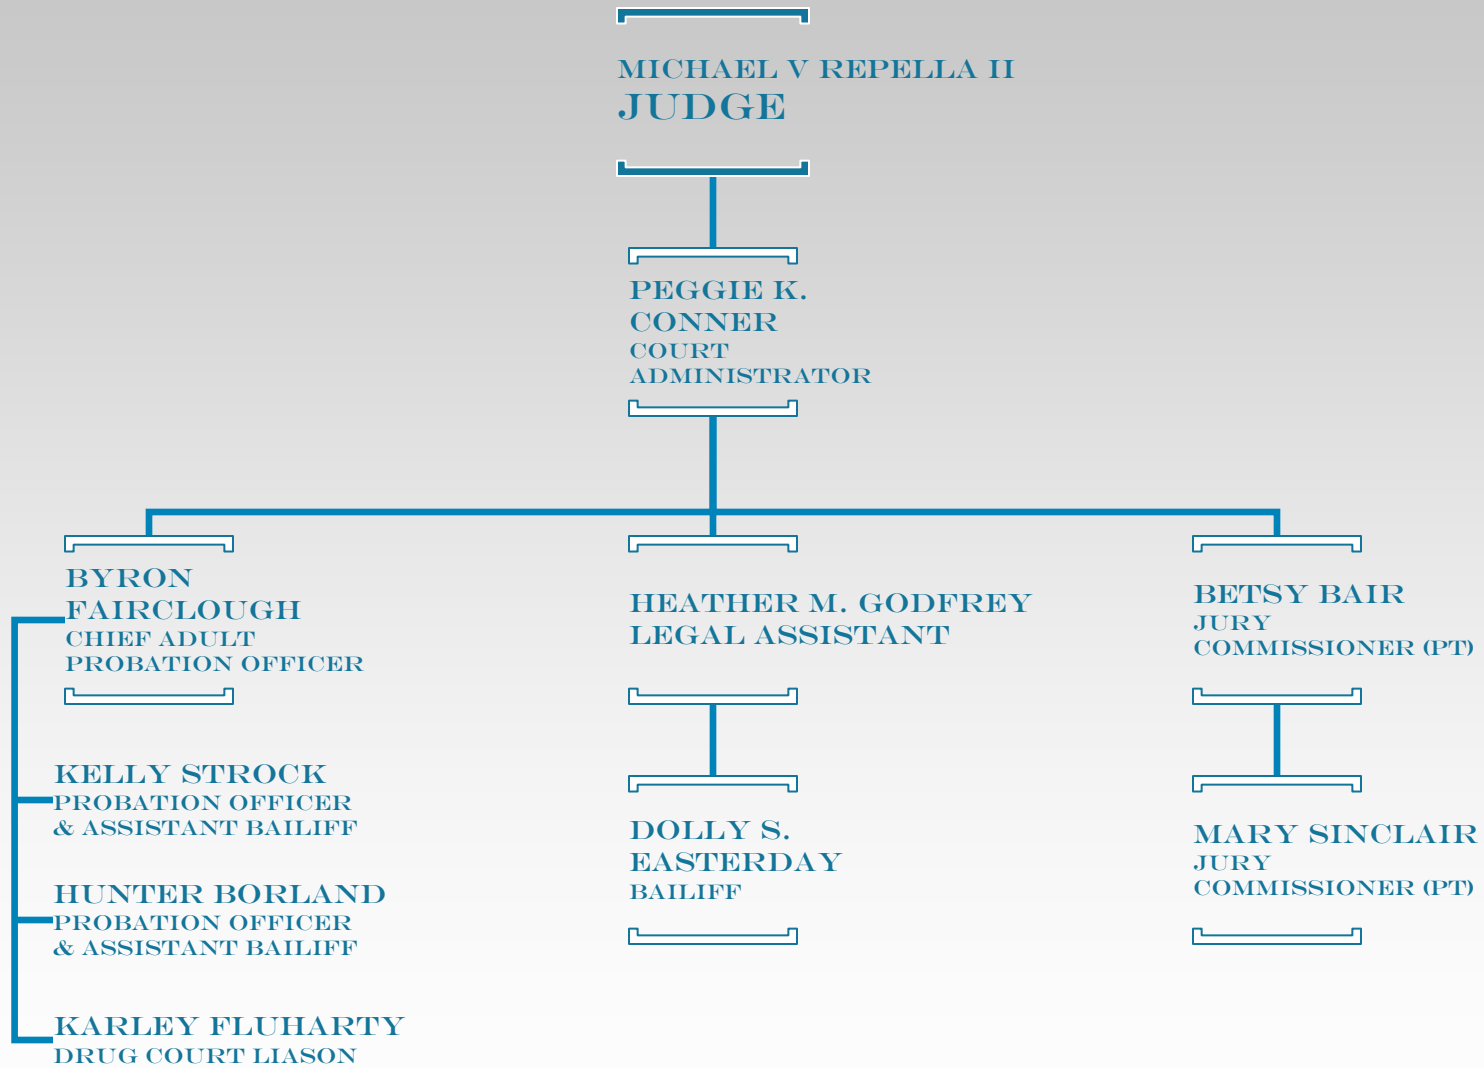 MICHAEL V REPELLA II
JUDGE
PEGGIE K.
CONNER
COURT
ADMINISTRATOR
BYRON
FAIRCLOUGH
CHIEF ADULT
PROBATION OFFICER
HEATHER M. GODFREY
LEGAL ASSISTANT
BETSY BAIR
JURY
COMMISSIONER (PT)
KELLY STROCK
PROBATION OFFICER
& ASSISTANT BAILIFF
HUNTER BORLAND
PROBATION OFFICER
& ASSISTANT BAILIFF
KARLEY FLUHARTY
DRUG COURT LIASON
DOLLY S.
EASTERDAY
BAILIFF
MARY SINCLAIR
JURY
COMMISSIONER (PT)